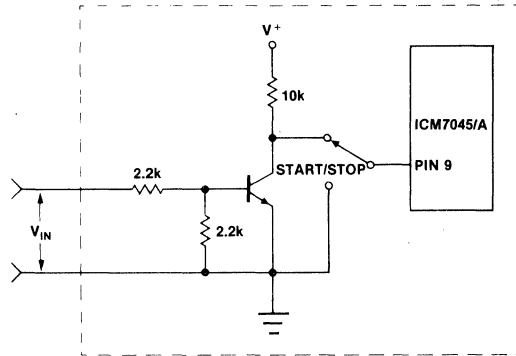 V+
10k
ICM7045/A
START/STOP
PIN 9
2.2k
VIN
2.2k